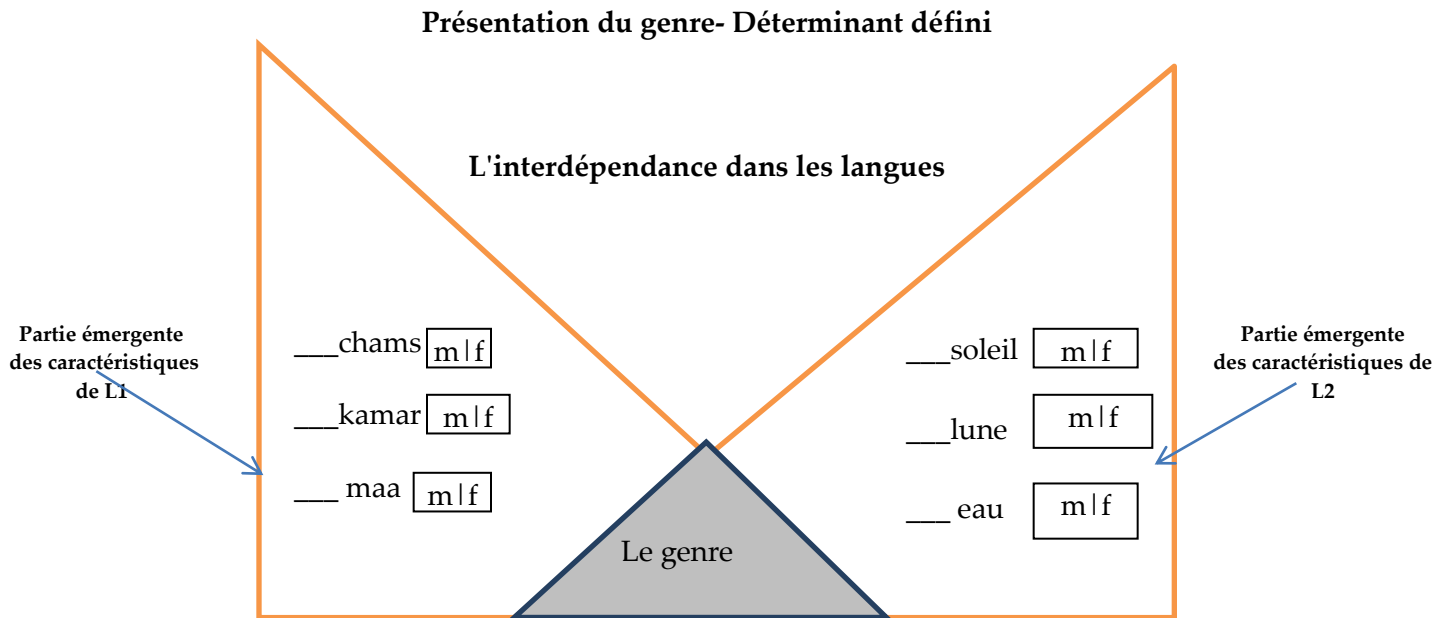 Présentation du genre- Déterminant défini
L'interdépendance dans les langues
Partie émergente
des caractéristiques
de L1
___chams m|f
___kamar m|f
___ maa m|f
Le genre
___soleil m|f
___lune m|f
___ eau m|f
Partie émergente
des caractéristiques de
L2